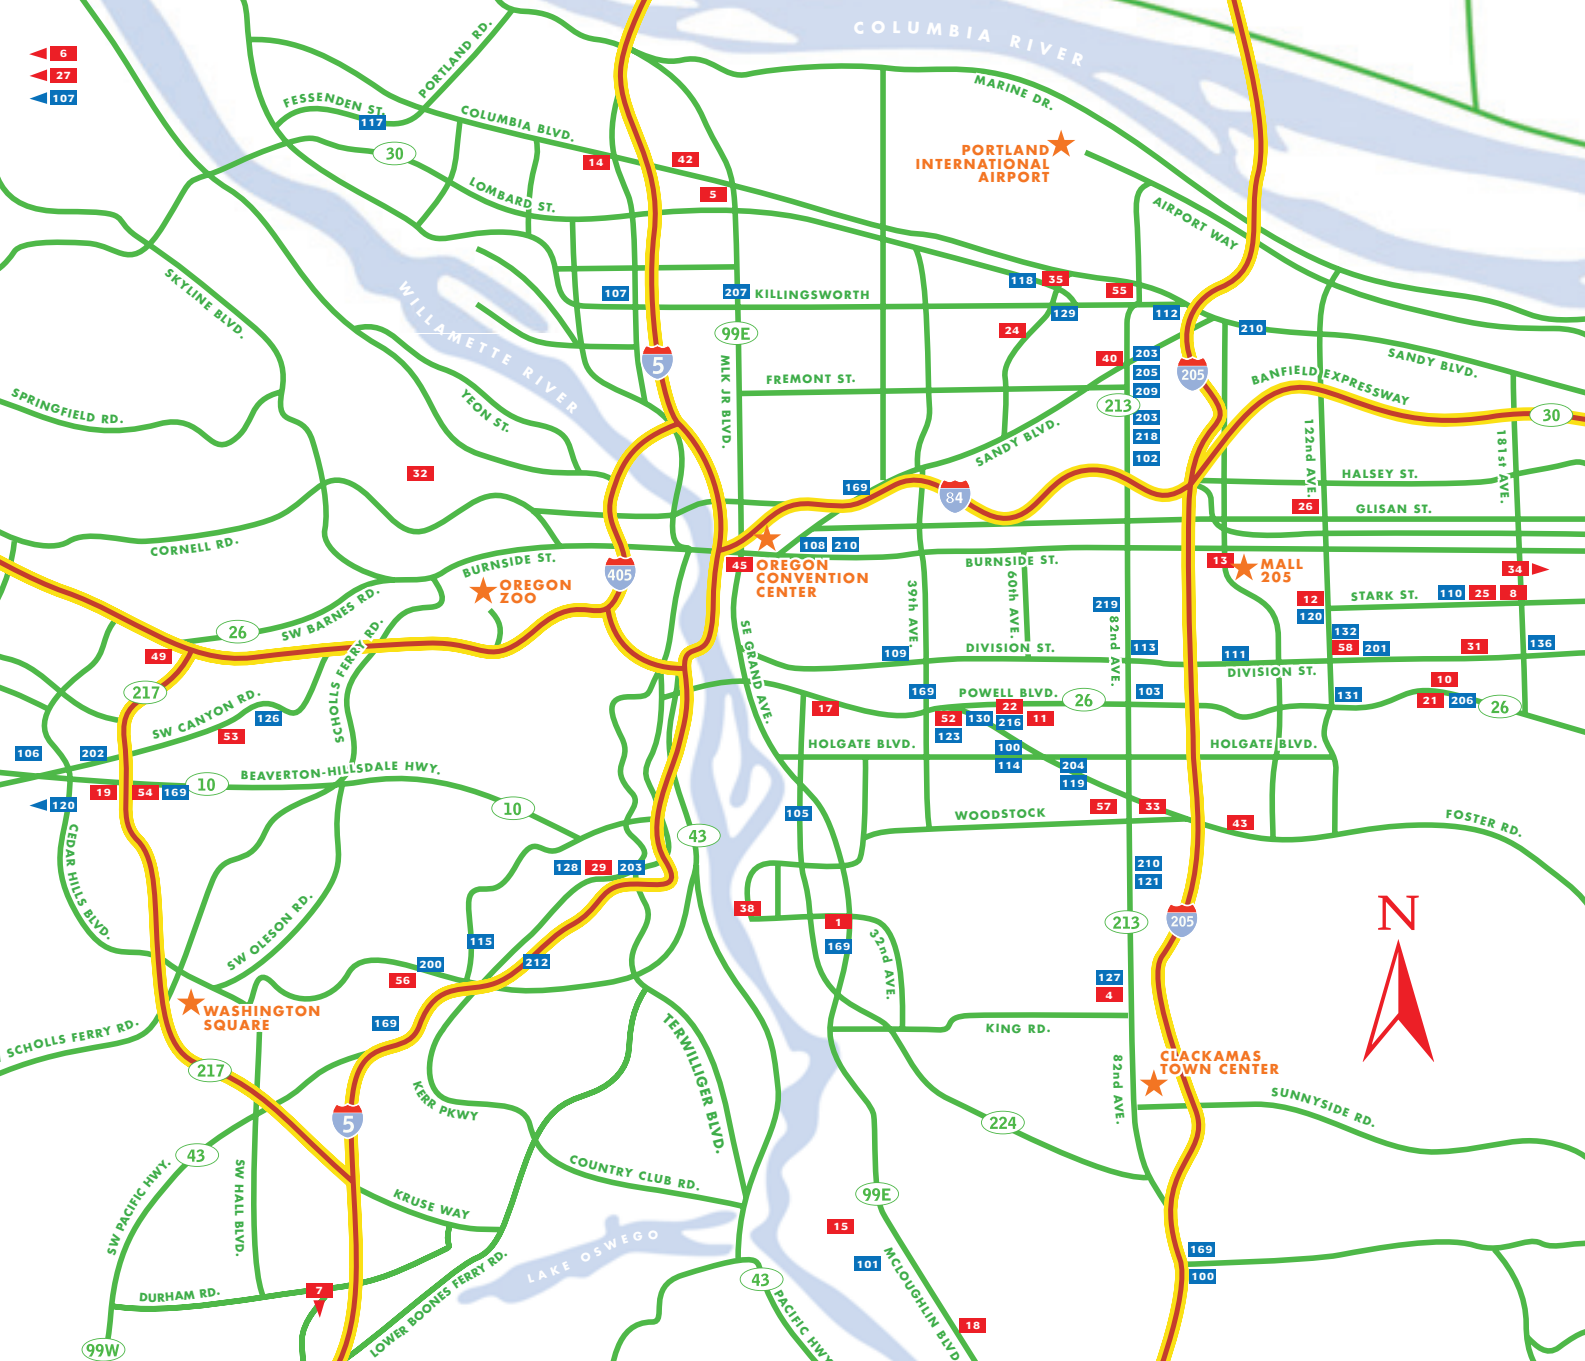 COLUMBIA RIVER
6
27
107
PORTLAND RD.
FESSENDEN ST.
117
COLUMBIA BLVD.
MARINE DR.
30
14
42
5
LOMBARD ST.
PORTLAND
INTERNATIONAL
AIRPORT
AIRPORT WAY
SKYLINE BLVD.
WILLAMETTE RIVER
107
207
KILLINGSWORTH
118
35
55
129
112
210
24
99E
5
MLK JR BLVD.
FREMONT ST.
40
203
205
209
213
203
218
102
205
SANDY BLVD.
BANFIELD EXPRESSWAY
30
SPRINGFIELD RD.
YEON ST.
SANDY BLVD.
122nd AVE.
181st AVE.
32
169
84
HALSEY ST.
26
GLISAN ST.
CORNELL RD.
BURNSIDE ST.
405
108
210
45
OREGON
CONVENTION
CENTER
BURNSIDE ST.
13
MALL
205
34
OREGON
ZOO
39th AVE.
60th AVE.
219
82nd AVE.
12
120
STARK ST.
110
25
8
26
SW BARNES RD.
SCHOLLS FERRY RD.
49
SE GRAND AVE.
109
DIVISION ST.
113
111
DIVISION ST.
132
58
201
31
136
217
SW CANYON RD.
126
53
169
POWELL BLVD.
26
103
131
10
21
206
26
17
52
130
22
216
11
123
100
114
HOLGATE BLVD.
HOLGATE BLVD.
106
202
BEAVERTON-HILLSDALE HWY.
10
10
19
54
169
120
204
119
105
WOODSTOCK
57
33
43
FOSTER RD.
CEDAR HILLS BLVD.
43
128
29
203
210
121
SW OLESON RD.
38
1
169
32nd AVE.
213
205
N
115
200
56
212
127
4
WASHINGTON
SQUARE
SCHOLLS FERRY RD.
169
TERWILLIGER BLVD.
KING RD.
217
KERR PKWY
5
82nd AVE.
CLACKAMAS
TOWN CENTER
SUNNYSIDE RD.
224
43
SW PACIFIC HWY.
SW HALL BLVD.
COUNTRY CLUB RD.
KRUSE WAY
99E
15
101
MCLOUGHLIN BLVD
LAKE OSWEGO
LOWER BOONES FERRY RD.
DURHAM RD.
7
43
PACIFIC HWY
169
100
18
99W